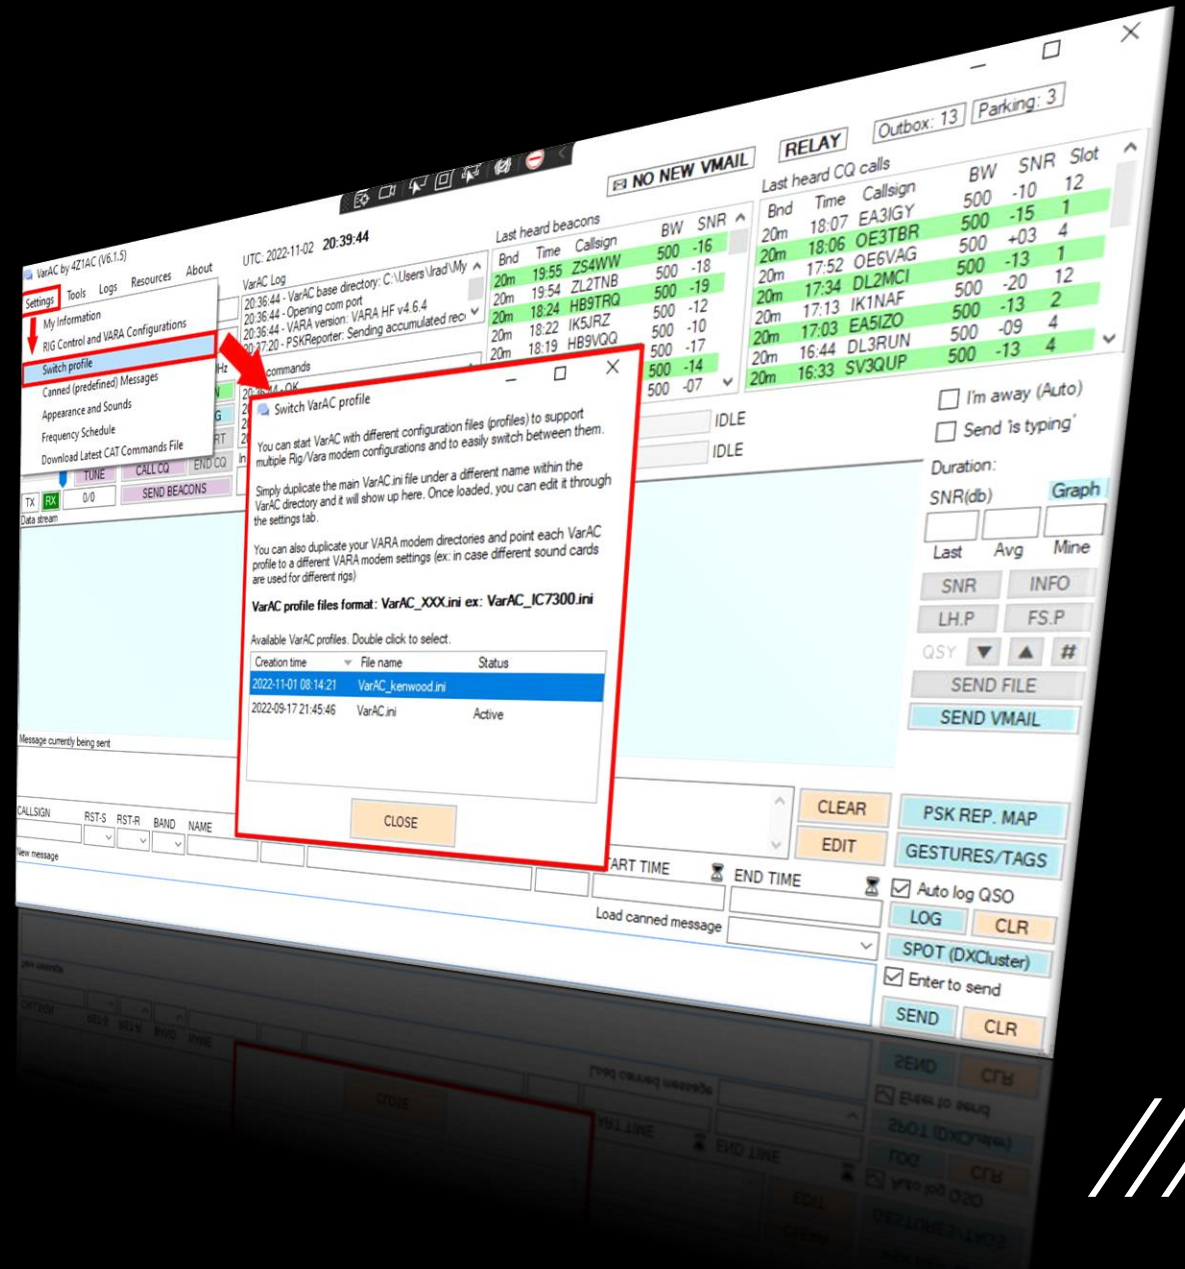 VarAC by 4Z1AC (V6.1.5)
Settings Tools Logs Resources About
My Information
RIG Control and VARA Configurations
Switch profile
Canned (predefined) Messages
Appearance and Sounds
Frequency Schedule
Download Latest CAT Commands File
TUNE CALL CQ END CQ
TX RX 0/0 SEND BEACONS
Data stream
UTC: 2022-11-02 20:39:44
VarAC Log
20:36:44 - VarAC base directory: C:\Users\Irad\My
20:36:44 - Opening com port
20:36:44 - VARA version: VARA HF v4.6.4
20:37:20 - PSKReporter: Sending accumulated rec
commands
NO NEW VMAIL
RELAY
Outbox: 13
Parking: 3
Last heard beacons
Bnd Time Callsign BW SNR
20m 19:55 ZS4WW 500 -16
20m 19:54 ZL2TNB 500 -18
20m 18:24 HB9TRQ 500 -19
20m 18:22 IK5JRZ 500 -12
20m 18:19 HB9VQQ 500 -10
500 -17
500 -14
500 -07
Last heard CQ calls
Bnd Time Callsign BW SNR Slot
20m 18:07 EA3IGY 500 -10 12
20m 18:06 OE3TBR 500 -15 1
20m 17:52 OE6VAG 500 +03 4
20m 17:34 DL2MCI 500 -13 1
20m 17:13 IK1NAF 500 -20 12
20m 17:03 EA5IZO 500 -13 2
20m 16:44 DL3RUN 500 -09 4
20m 16:33 SV3QUP 500 -13 4
IDLE
IDLE
Switch VarAC profile
You can start VarAC with different configuration files (profiles) to support
multiple Rig/Vara modem configurations and to easily switch between them.
Simply duplicate the main VarAC.ini file under a different name within the
VarAC directory and it will show up here. Once loaded, you can edit it through
the settings tab.
You can also duplicate your VARA modem directories and point each VarAC
profile to a different VARA modem settings (ex: in case different sound cards
are used for different rigs)
VarAC profile files format: VarAC_XXX.ini ex: VarAC_IC7300.ini
Available VarAC profiles. Double click to select.
Creation time File name Status
2022-11-01 08:14:21 VarAC_kenwood.ini
2022-09-17 21:45:46 VarAC.ini Active
CLOSE
I'm away (Auto)
Send 'is typing'
Duration:
SNR(db) Graph
Last Avg Mine
SNR INFO
LH.P FS.P
QSY ▼ ▲ #
SEND FILE
SEND VMAIL
Message currently being sent
CLEAR
EDIT
PSK REP. MAP
GESTURES/TAGS
CALLSIGN RST-S RST-R BAND NAME
ART TIME END TIME
Auto log QSO
LOG CLR
New message
Load canned message
SPOT (DXCluster)
Enter to send
SEND CLR